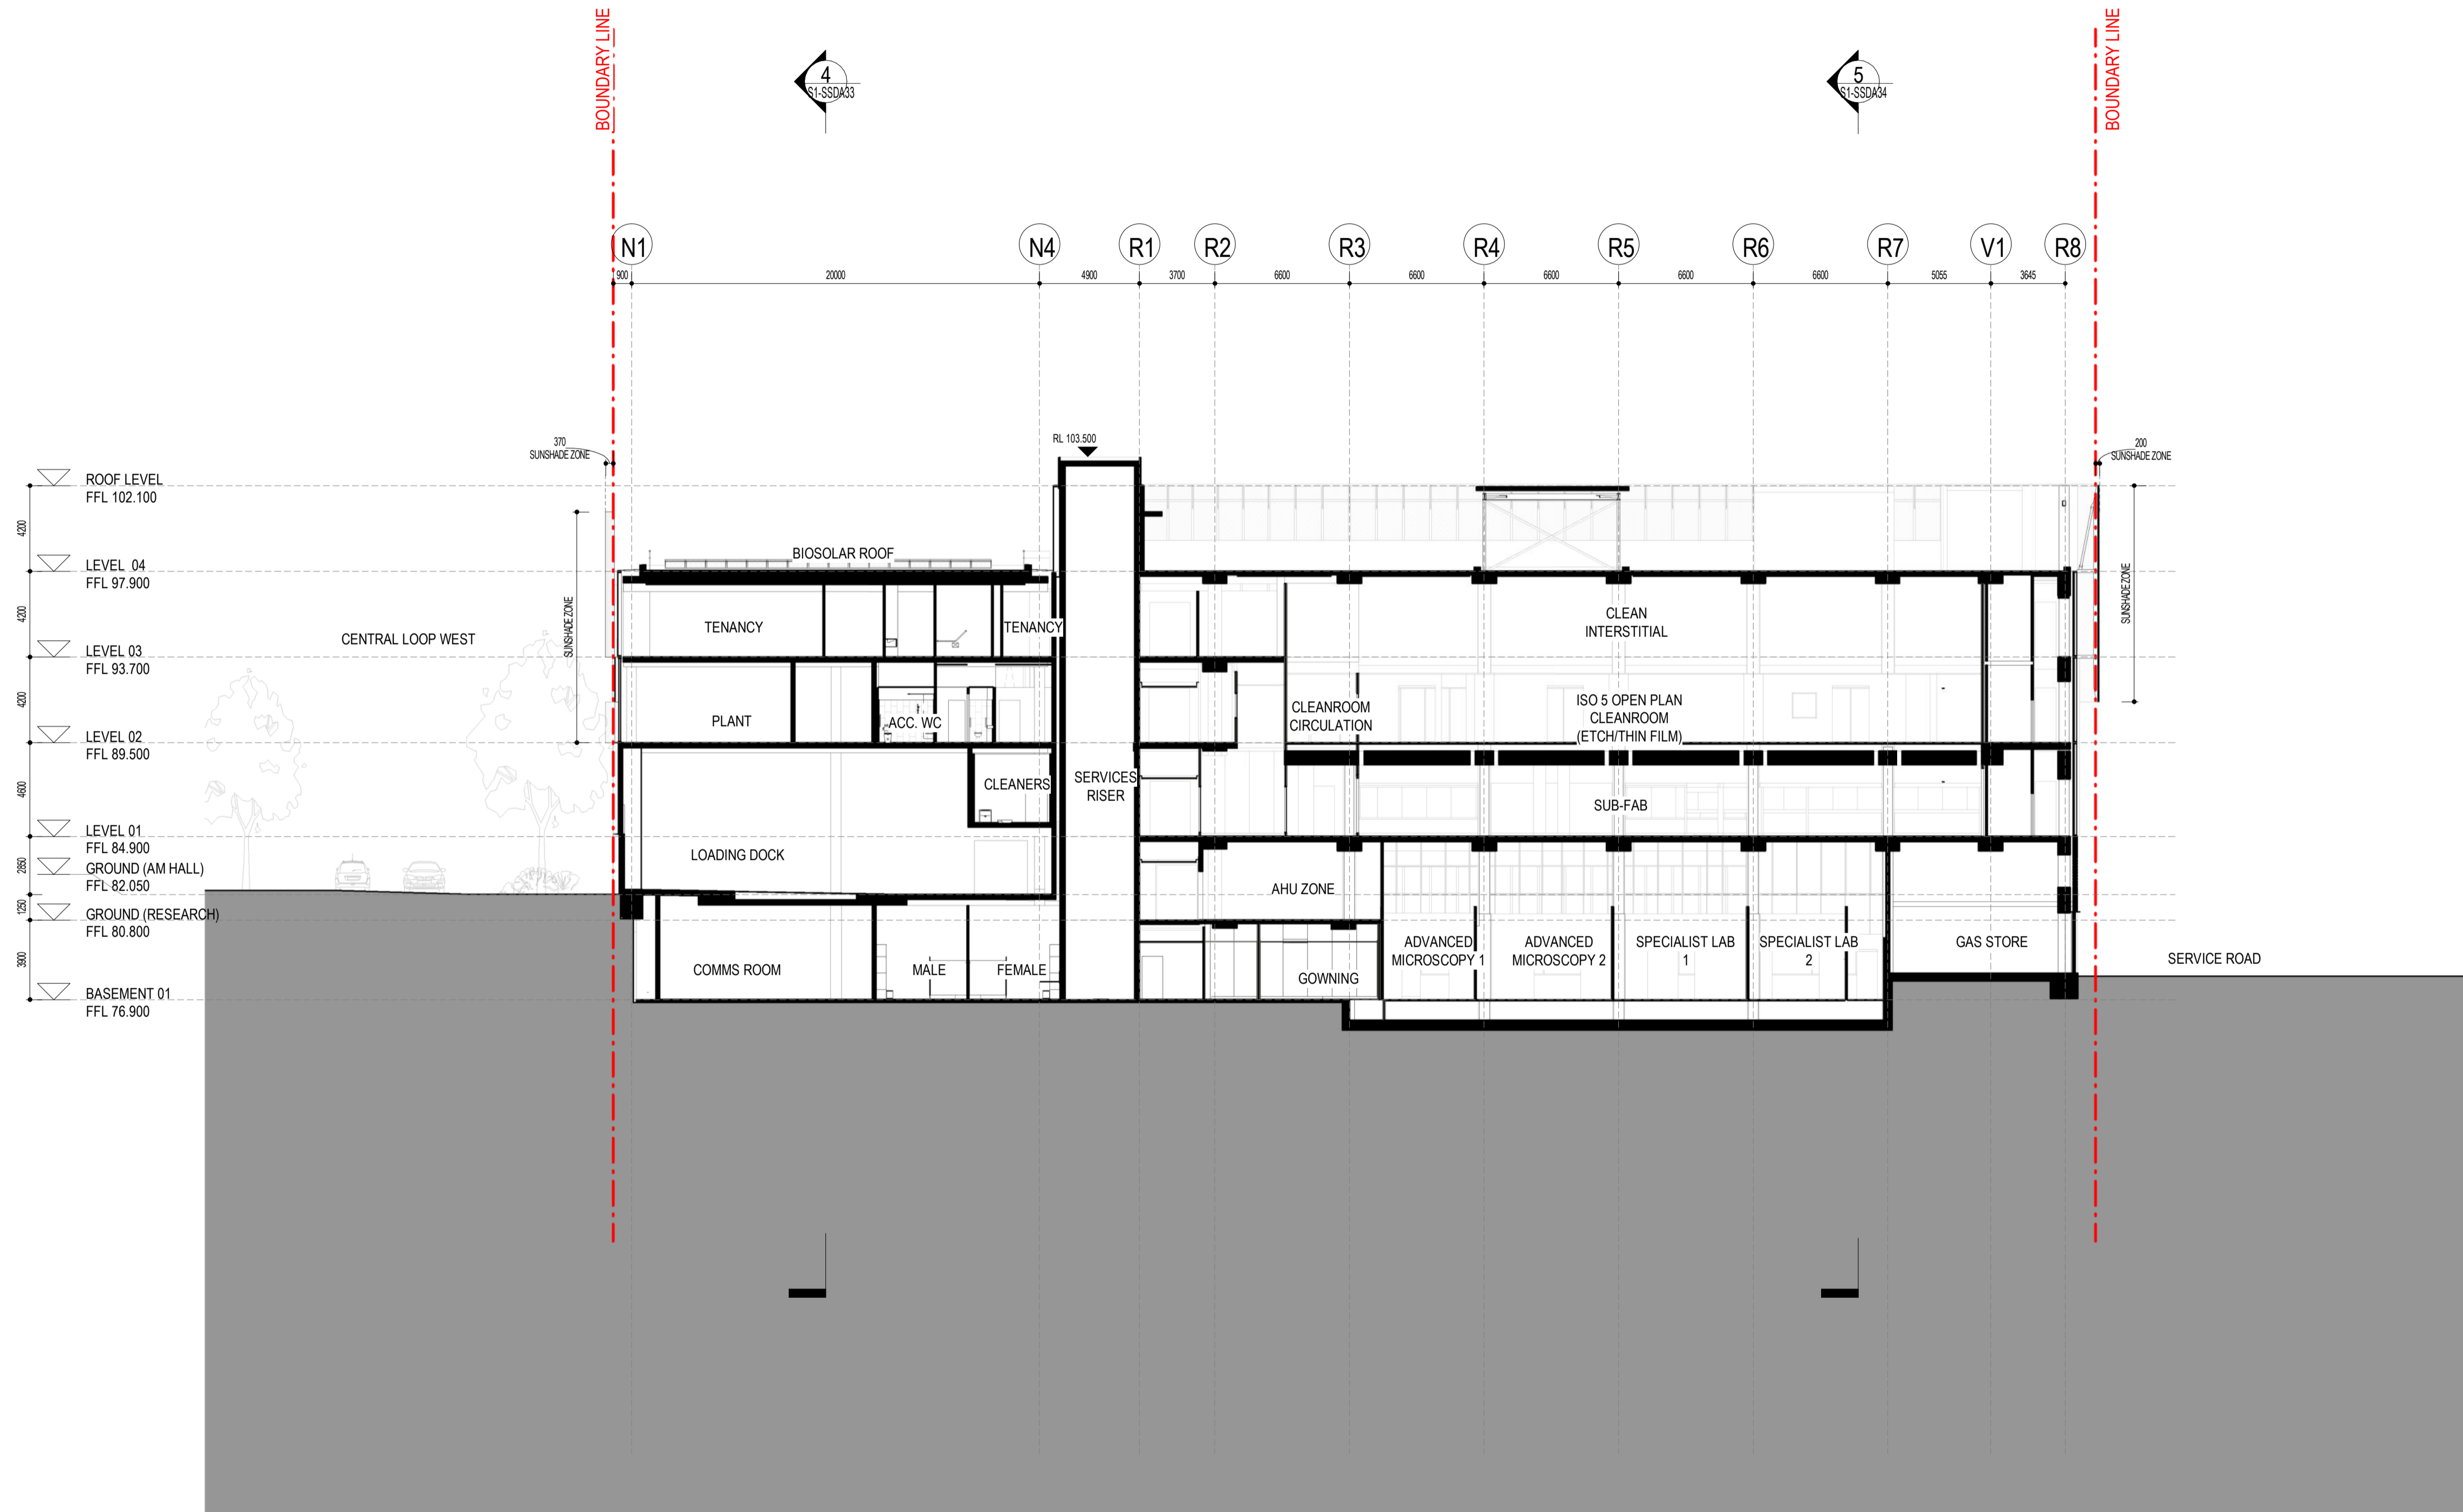 BOUNDARY LINE
BOUNDARY LINE
4
S1-SSDA33
5
S1-SSDA34
N1
N4
R1
R2
R3
R4
R5
R6
R7
V1
R8
900
20000
4900
3700
6600
6600
6600
6600
6600
5055
3645
370
SUNSHADE ZONE
RL 103.500
200
SUNSHADE ZONE
ROOF LEVEL
FFL 102.100
4200
LEVEL 04
FFL 97.900
4200
LEVEL 03
FFL 93.700
4200
LEVEL 02
FFL 89.500
4600
LEVEL 01
FFL 84.900
2850
GROUND (AM HALL)
FFL 82.050
1250
GROUND (RESEARCH)
FFL 80.800
3900
BASEMENT 01
FFL 76.900
CENTRAL LOOP WEST
SUNSHADE ZONE
SUNSHADE ZONE
BIOSOLAR ROOF
TENANCY
TENANCY
CLEAN
INTERSTITIAL
PLANT
ACC. WC
CLEANROOM
CIRCULATION
ISO 5 OPEN PLAN
CLEANROOM
(ETCH/THIN FILM)
CLEANERS
SERVICES
RISER
SUB-FAB
LOADING DOCK
AHU ZONE
COMMS ROOM
MALE
FEMALE
GOWNING
ADVANCED
MICROSCOPY 1
ADVANCED
MICROSCOPY 2
SPECIALIST LAB
1
SPECIALIST LAB
2
GAS STORE
SERVICE ROAD